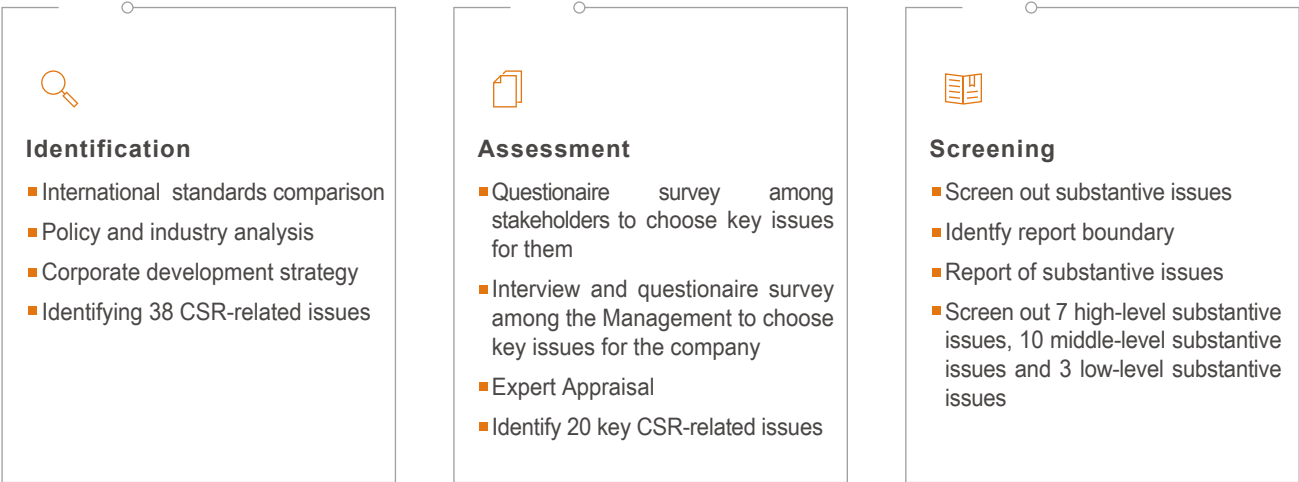 Identification
International standards comparison
Policy and industry analysis
Corporate development strategy
Identifying 38 CSR-related issues
Assessment
Questionaire survey among
stakeholders to choose key issues
for them
Interview and questionaire survey
among the Management to choose
key issues for the company
Expert Appraisal
Identify 20 key CSR-related issues
Screening
Screen out substantive issues
Identfy report boundary
Report of substantive issues
Screen out 7 high-level substantive
issues, 10 middle-level substantive
issues and 3 low-level substantive
issues